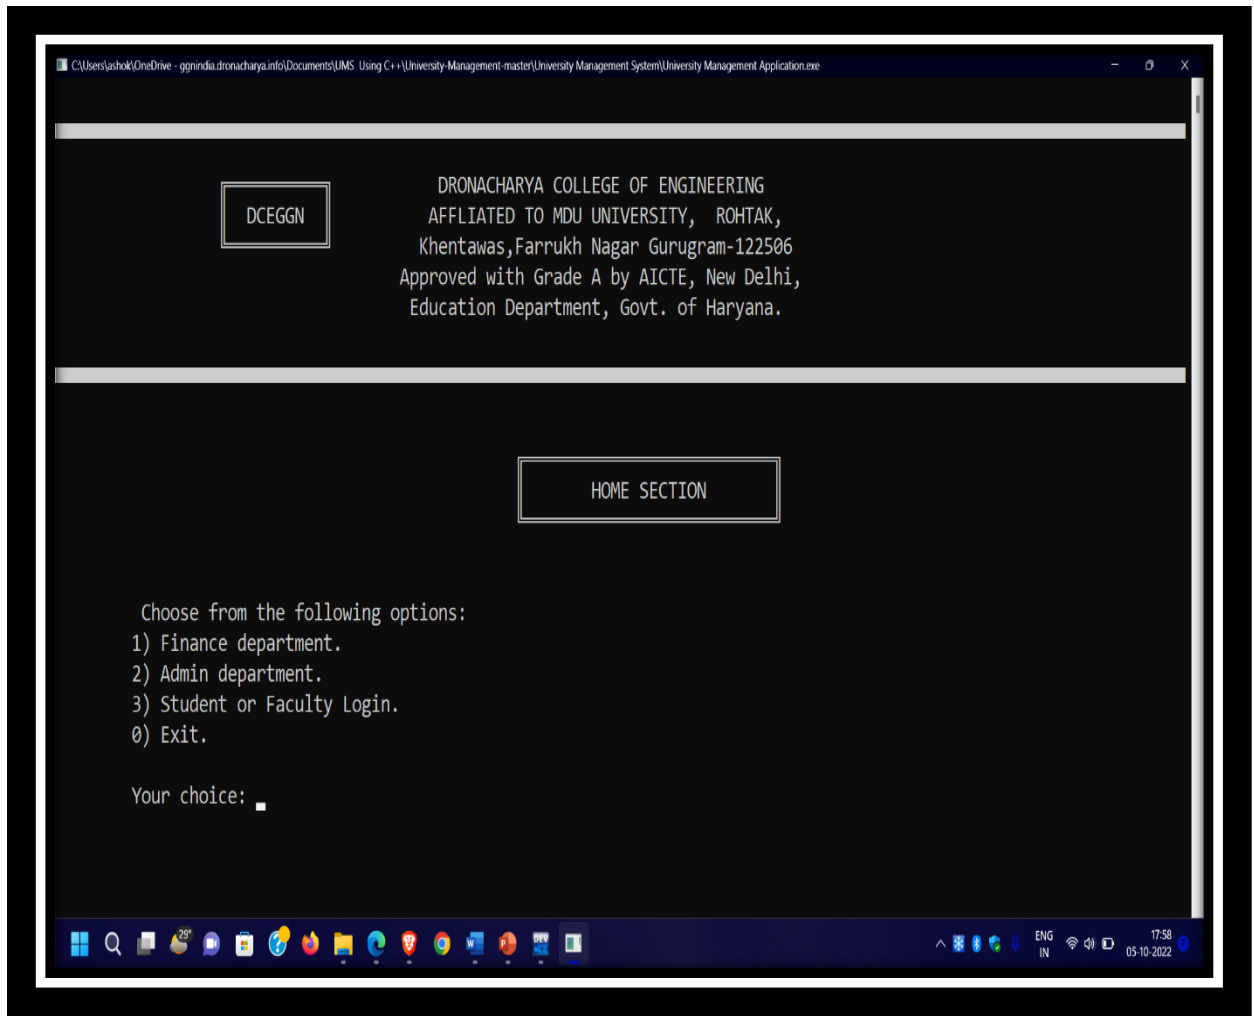 C:\Users\ashok\OneDrive - ggnindia.dronacharya.info\Documents\UMS Using C++\University-Management-master\University Management System\University Management Application.exe
DCEGGN
DRONACHARYA COLLEGE OF ENGINEERING
AFFLIATED TO MDU UNIVERSITY, ROHTAK,
Khentawas,Farrukh Nagar Gurugram-122506
Approved with Grade A by AICTE, New Delhi,
Education Department, Govt. of Haryana.
HOME SECTION
Choose from the following options:
1) Finance department.
2) Admin department.
3) Student or Faculty Login.
0) Exit.
Your choice:
29°
DEV
ENG
IN
17:58
05-10-2022